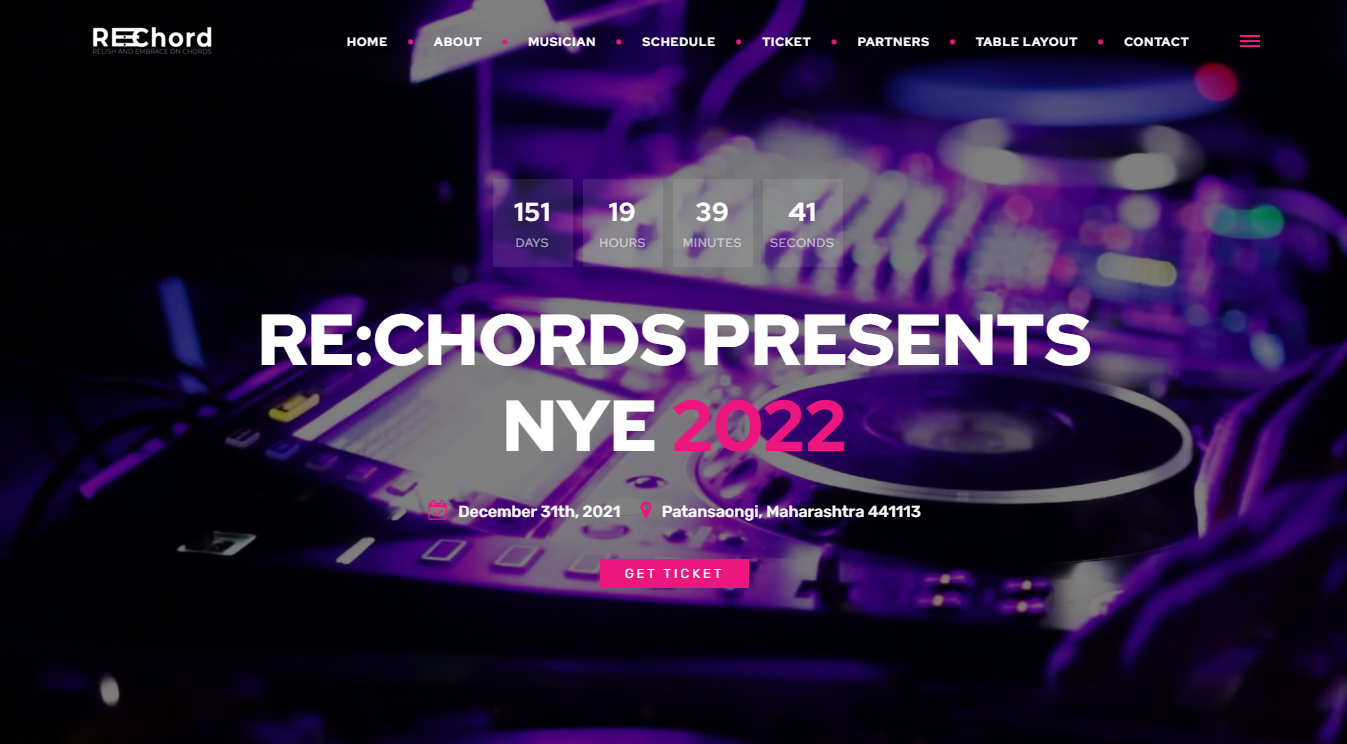 REChord
RELISH AND EMBRACE ON CHORDS
HOME ABOUT MUSICIAN SCHEDULE TICKET PARTNERS TABLE LAYOUT CONTACT
151 19 39 41
DAYS HOURS MINUTES SECONDS
RE:CHORDS PRESENTS
NYE 2022
December 31th, 2021 Patansaongi, Maharashtra 441113
GET TICKET